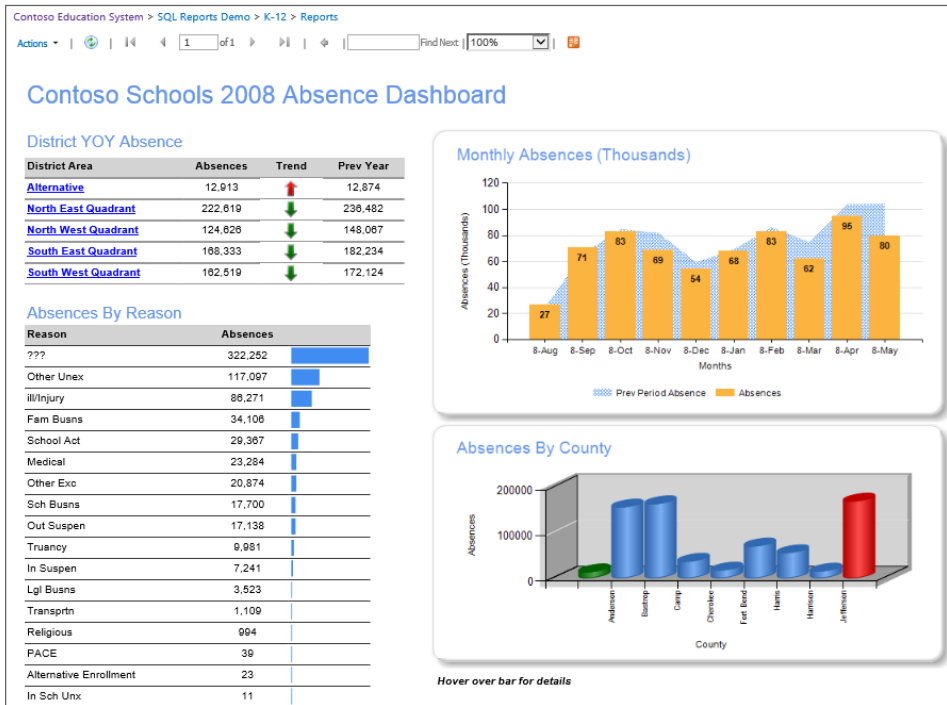 Contoso Education System > SQL Reports Demo > K-12 > Reports
Actions | | 1 of 1 | | Find Next | 100% |
Contoso Schools 2008 Absence Dashboard
District YOY Absence
District Area Absences Trend Prev Year
Alternative 12,913 12,874
North East Quadrant 222,619 236,482
North West Quadrant 124,626 148,067
South East Quadrant 168,333 182,234
South West Quadrant 162,519 172,124
Absences By Reason
Reason Absences
??? 322,252
Other Unex 117,097
ill/Injury 86,271
Fam Busns 34,106
School Act 29,367
Medical 23,284
Other Exc 20,874
Sch Busns 17,700
Out Suspen 17,138
Truancy 9,981
In Suspen 7,241
Lgl Busns 3,523
Transprtn 1,109
Religious 994
PACE 39
Alternative Enrollment 23
In Sch Unx 11
Monthly Absences (Thousands)
Absences (Thousands)
120
100
80
60
40
20
0
27 71 83 69 54 68 83 62 95 80
8-Aug 8-Sep 8-Oct 8-Nov 8-Dec 8-Jan 8-Feb 8-Mar 8-Apr 8-May
Months
Prev Period Absence Absences
Absences By County
Absences
200000
100000
0
Anderson Bastrop Camp Cherokee Fort Bend Harris Harrison Jefferson
County
Hover over bar for details